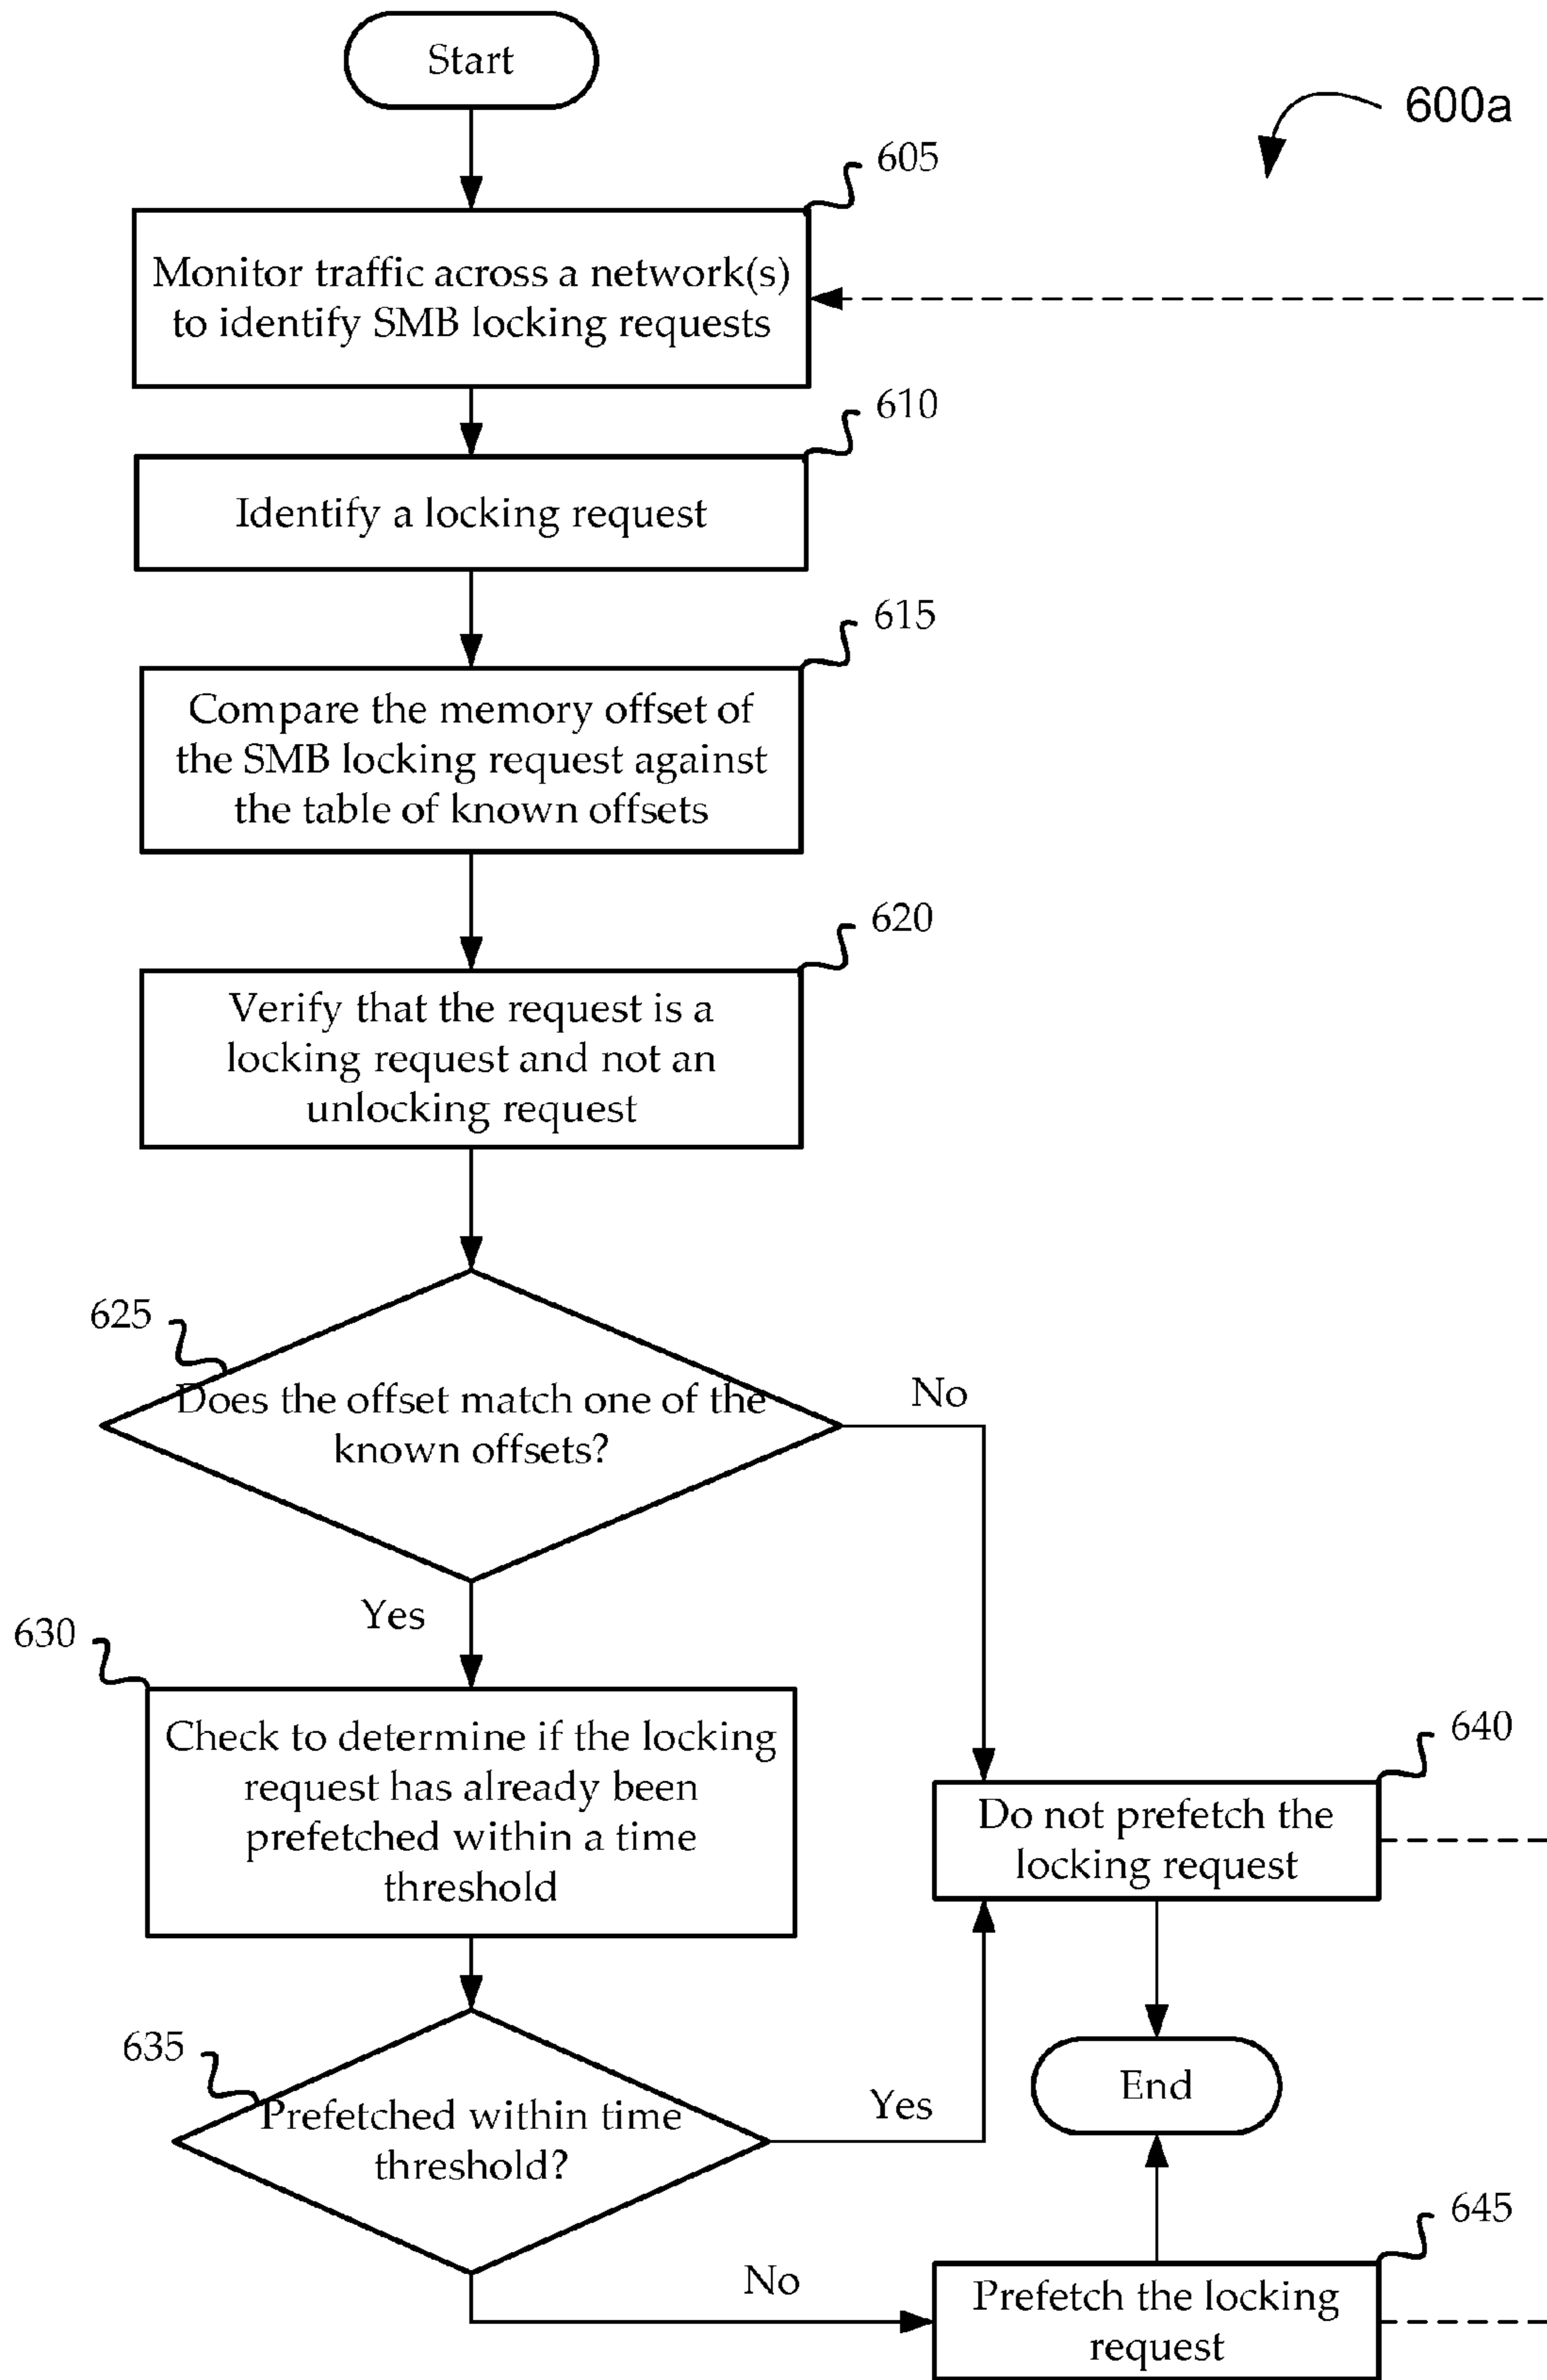 Start
600a
605
Monitor traffic across a network(s)
to identify SMB locking requests
610
Identify a locking request
615
Compare the memory offset of
the SMB locking request against
the table of known offsets
620
Verify that the request is a
locking request and not an
unlocking request
625
Does the offset match one of the
known offsets?
No
Yes
630
Check to determine if the locking
request has already been
prefetched within a time
threshold
640
Do not prefetch the
locking request
635
Prefetched within time
threshold?
Yes
End
No
645
Prefetch the locking
request